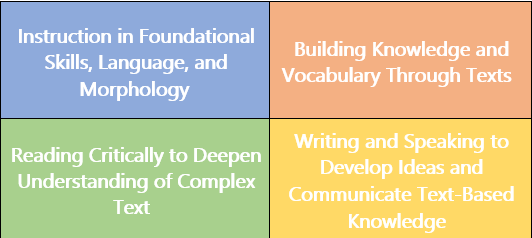 Instruction in Foundational
Skills, Language, and
Morphology
Building Knowledge and
Vocabulary Through Texts
Reading Critically to Deepen
Understanding of Complex
Text
Writing and Speaking to
Develop Ideas and
Communicate Text-Based
Knowledge